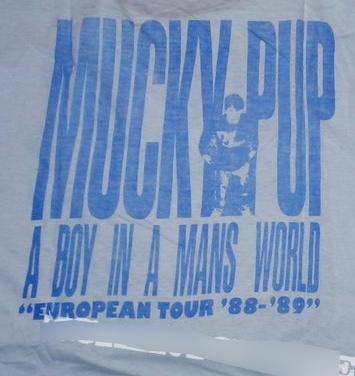 MUCKY PUP
A BOY IN A MANS WORLD
"EUROPEAN TOUR '88-'89"